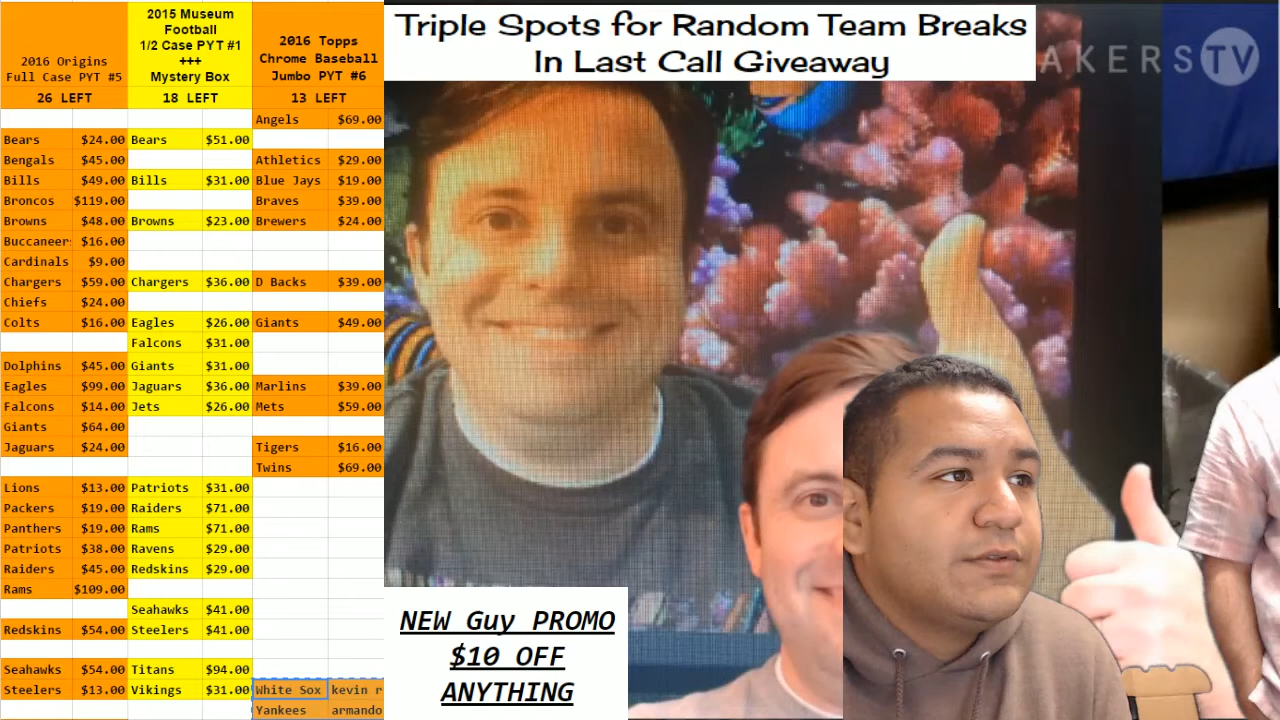 2016 Origins
Full Case PYT #5
26 LEFT
Bears $24.00
Bengals $45.00
Bills $49.00
Broncos $119.00
Browns $48.00
Buccaneer $16.00
Cardinals $9.00
Chargers $59.00
Chiefs $24.00
Colts $16.00
Dolphins $45.00
Eagles $99.00
Falcons $14.00
Giants $64.00
Jaguars $24.00
Lions $13.00
Packers $19.00
Panthers $19.00
Patriots $38.00
Raiders $45.00
Rams $109.00
Redskins $54.00
Seahawks $54.00
Steelers $13.00
2015 Museum
Football
1/2 Case PYT #1
+++
Mystery Box
18 LEFT
Bears $51.00
Bills $31.00
Browns $23.00
Chargers $36.00
Eagles $26.00
Falcons $31.00
Giants $31.00
Jaguars $36.00
Jets $26.00
Patriots $31.00
Raiders $71.00
Rams $71.00
Ravens $29.00
Redskins $29.00
Seahawks $41.00
Steelers $41.00
Titans $94.00
Vikings $31.00
2016 Topps
Chrome Baseball
Jumbo PYT #6
13 LEFT
Angels $69.00
Athletics $29.00
Blue Jays $19.00
Braves $39.00
Brewers $24.00
D Backs $39.00
Giants $49.00
Marlins $39.00
Mets $59.00
Tigers $16.00
Twins $69.00
White Sox kevin r
Yankees armando
Triple Spots for Random Team Breaks
In Last Call Giveaway
AKERSTV
NEW Guy PROMO
$10 OFF
ANYTHING